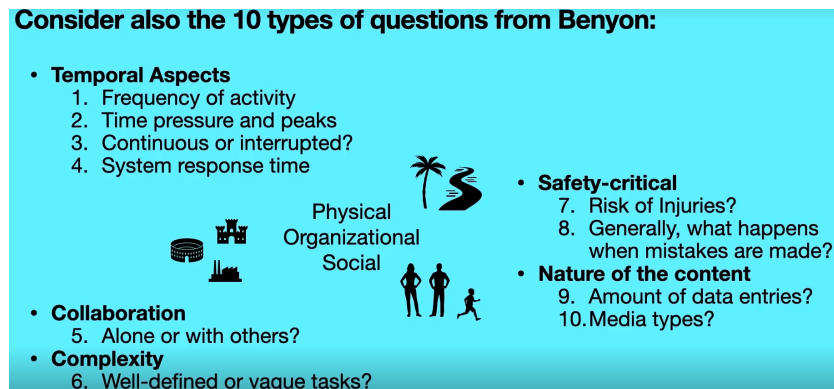 Consider also the 10 types of questions from Benyon:
• Temporal Aspects
1. Frequency of activity
2. Time pressure and peaks
3. Continuous or interrupted?
4. System response time
Physical
Organizational
Social
• Collaboration
5. Alone or with others?
• Complexity
6. Well-defined or vague tasks?
• Safety-critical
7. Risk of Injuries?
8. Generally, what happens
when mistakes are made?
• Nature of the content
9. Amount of data entries?
10. Media types?